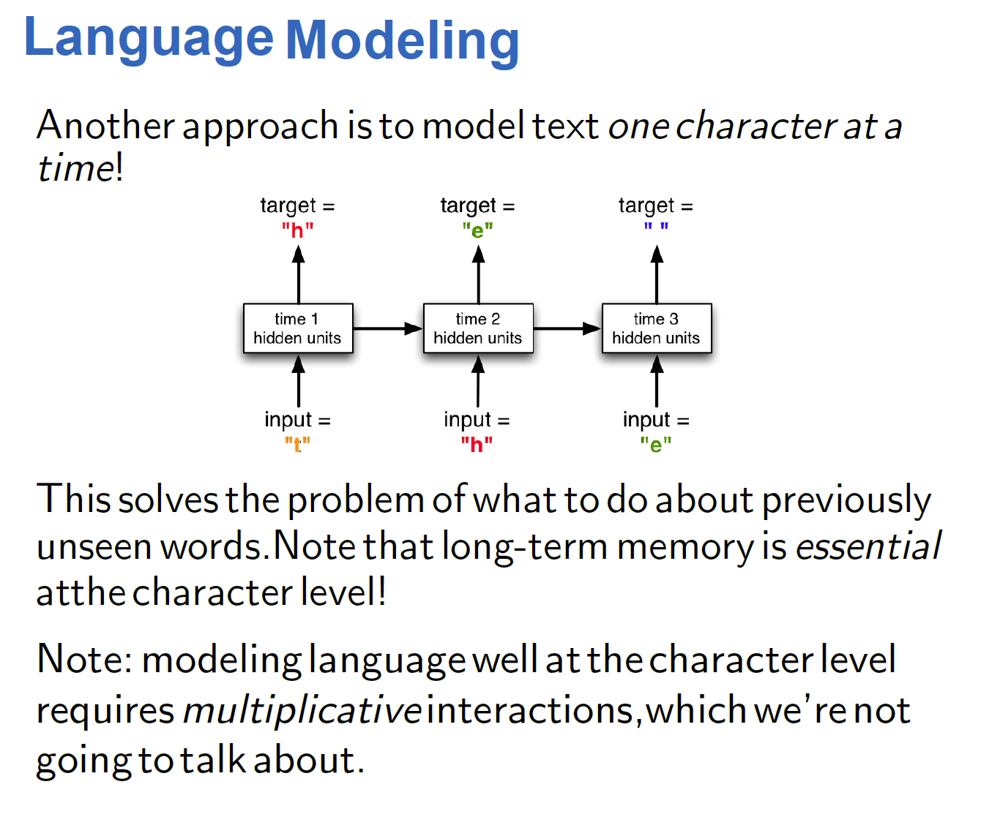 Language Modeling
Another approach is to model text one character at a
time!
target = target = target =
"h" "e" " "
time 1 time 2 time 3
hidden units hidden units hidden units
input = input = input =
"t" "h" "e"
This solves the problem of what to do about previously
unseen words.Note that long-term memory is essential
atthe character level!
Note: modeling language well at the character level
requires multiplicative interactions,which we're not
going to talk about.